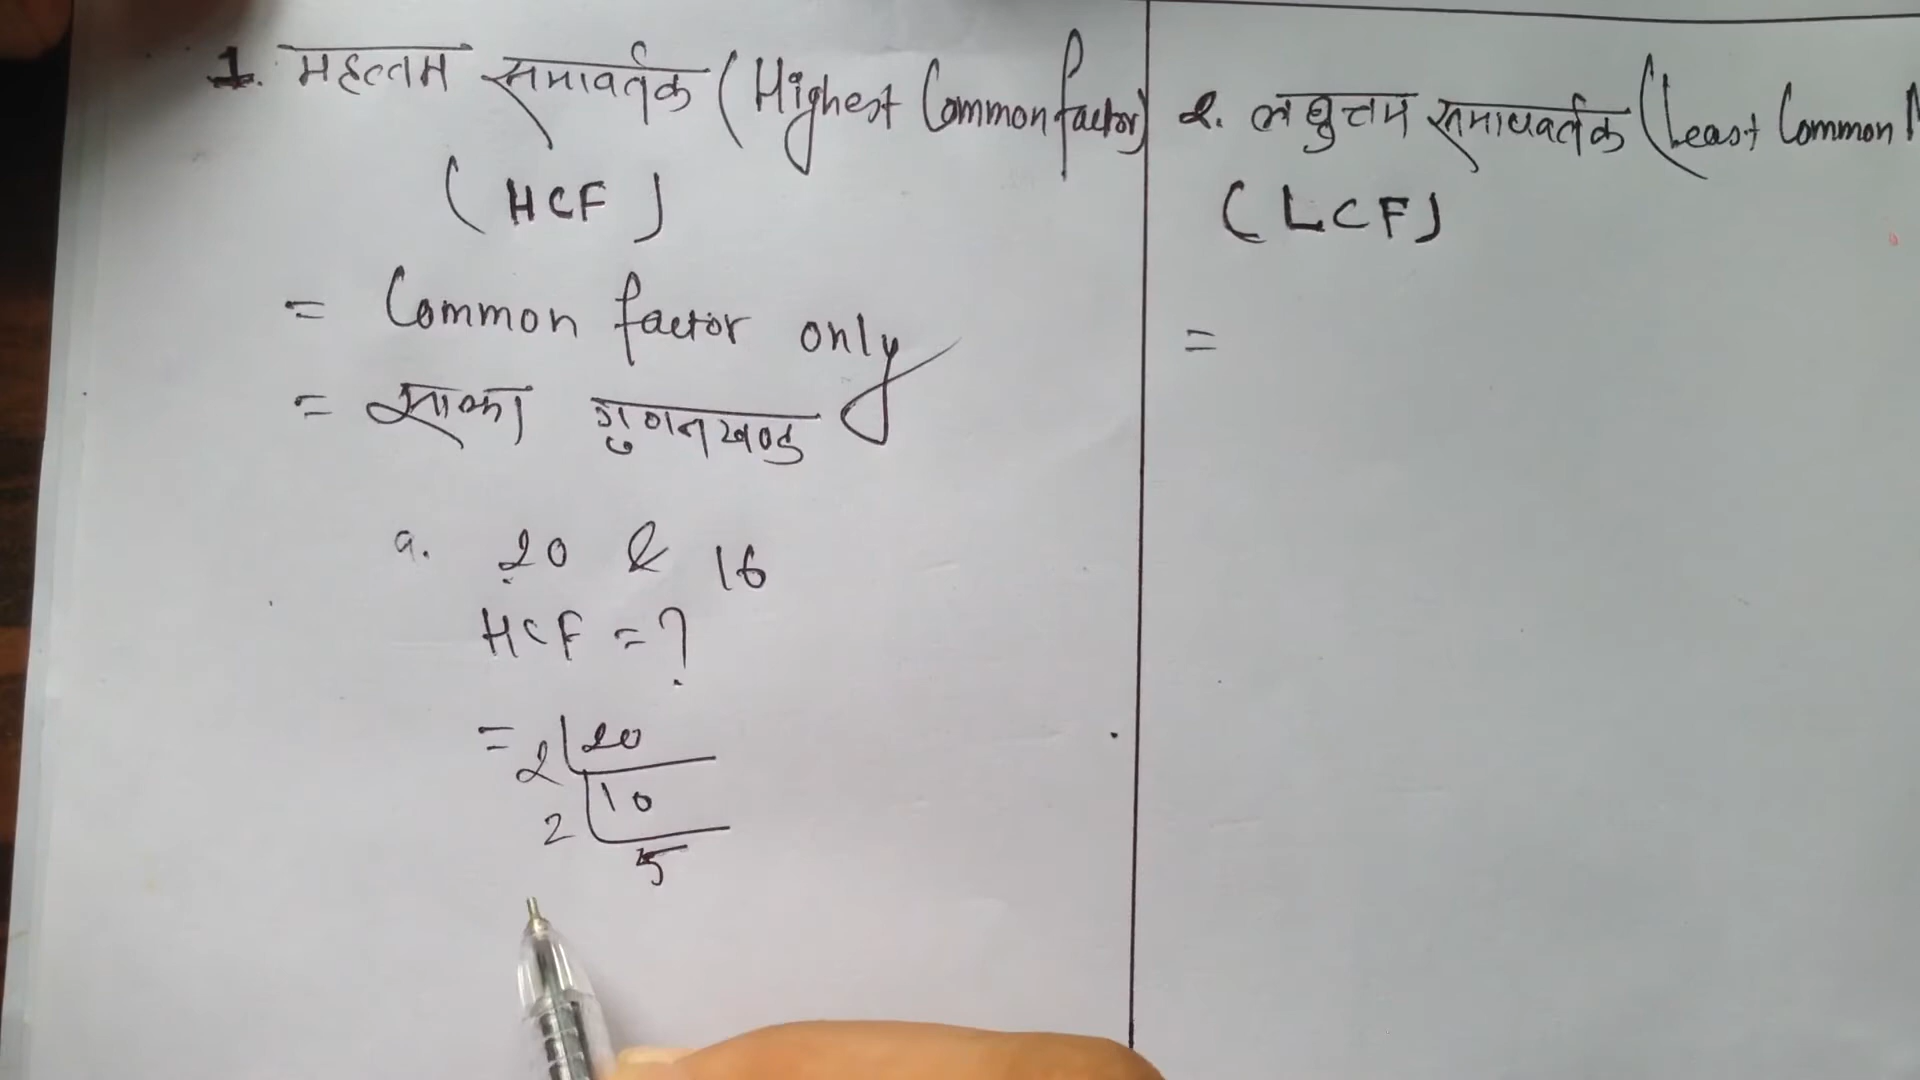 1. महत्तम समावर्तक (Highest Common factor)
(HCF)
= Common factor only
= साझा गुणनखण्ड
a. 20 & 16
HCF = ?
= 2 20
2 10
5
2. लघुत्तम समापवर्तक (Least Common
(LCF)
=